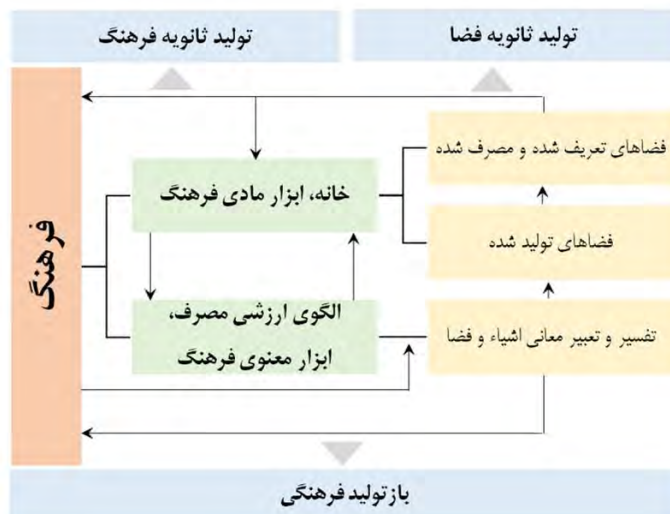 تولید ثانویه فضا
تولید ثانویه فرهنگ
فرهنگ
فضاهای تعریف شده و مصرف شده
خانه، ابزار مادی فرهنگ
فضاهای تولید شده
الگوی ارزشی مصرف،
ابزار معنوی فرهنگ
تفسیر و تعبیر معانی اشیاء و فضا
بازتولید فرهنگی